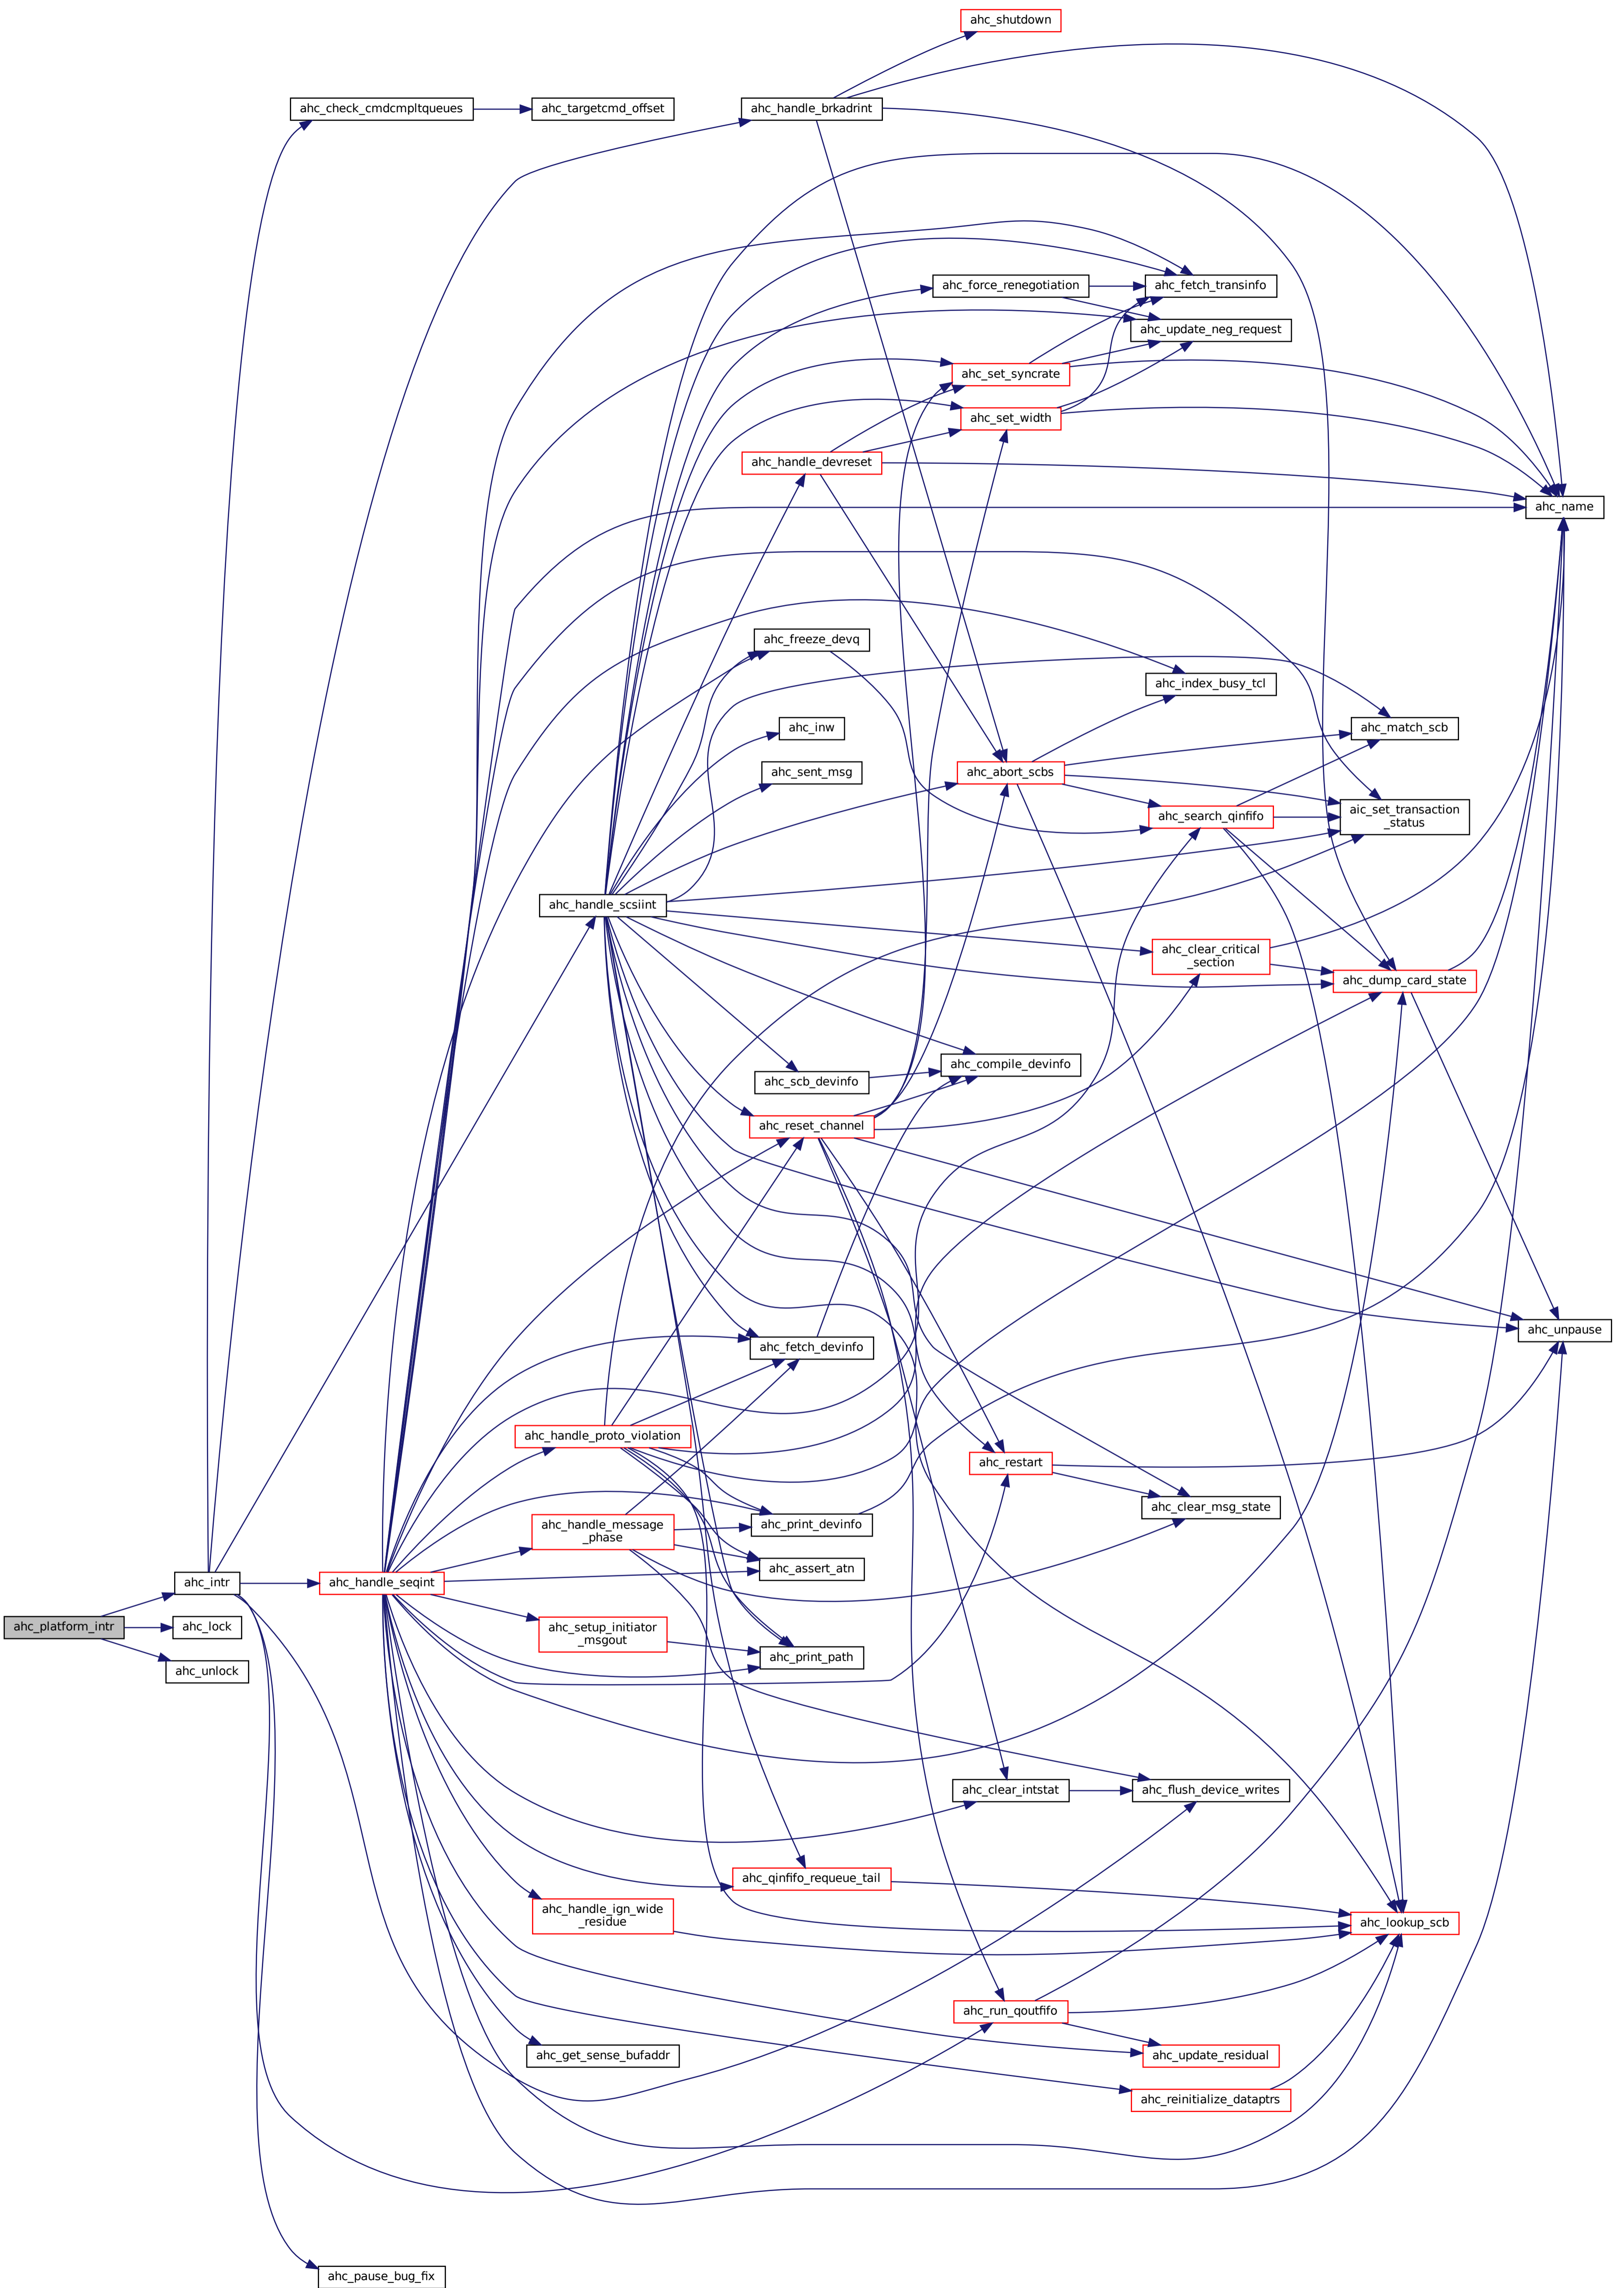 ahc_shutdown
ahc_check_cmdcmpltqueues
ahc_targetcmd_offset
ahc_handle_brkadrint
ahc_force_renegotiation
ahc_fetch_transinfo
ahc_update_neg_request
ahc_set_syncrate
ahc_set_width
ahc_handle_devreset
ahc_name
ahc_freeze_devq
ahc_index_busy_tcl
ahc_inw
ahc_match_scb
ahc_sent_msg
ahc_abort_scbs
ahc_search_qinfifo
aic_set_transaction
_status
ahc_handle_scsiint
ahc_clear_critical
_section
ahc_dump_card_state
ahc_compile_devinfo
ahc_scb_devinfo
ahc_reset_channel
ahc_unpause
ahc_fetch_devinfo
ahc_handle_proto_violation
ahc_restart
ahc_clear_msg_state
ahc_handle_message
_phase
ahc_print_devinfo
ahc_assert_atn
ahc_intr
ahc_handle_seqint
ahc_platform_intr
ahc_lock
ahc_setup_initiator
_msgout
ahc_print_path
ahc_unlock
ahc_clear_intstat
ahc_flush_device_writes
ahc_qinfifo_requeue_tail
ahc_handle_ign_wide
_residue
ahc_lookup_scb
ahc_run_qoutfifo
ahc_get_sense_bufaddr
ahc_update_residual
ahc_reinitialize_dataptrs
ahc_pause_bug_fix